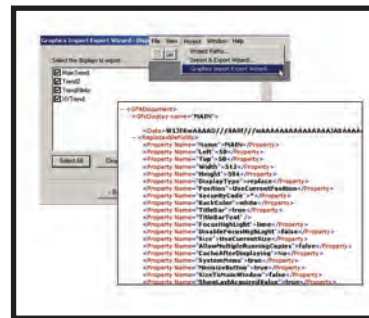 Graphics Import Export Wizard - Disp
File View Project Window Help
Project Paths...
Import & Export Wizard...
Graphics Import Export Wizard...
Select the displays to export
MainTrend
Trend2
XYTrend
Select All
<GFXDocument>
<GfxDisplay name="MAIN">
<ReplaceableFields>
<Property Name="Name">MAIN</Property>
<Property Name="Left">50</Property>
<Property Name="Top">50</Property>
<Property Name="Width">512</Property>
<Property Name="Height">384</Property>
<Property Name="DisplayType">replace</Property>
<Property Name="Position">UseCurrentPosition</Property>
<Property Name="SecurityCode">*</Property>
<Property Name="BackColor">white</Property>
<Property Name="TitleBar">true</Property>
<Property Name="TitleBarText" />
<Property Name="FocusHighLight">lime</Property>
<Property Name="DisableFocusHighLight">false</Property>
<Property Name="Size">UseCurrentSize</Property>
<Property Name="AllowMultipleRunningCopies">false</Property>
<Property Name="CacheAfterDisplaying">no</Property>
<Property Name="SystemMenu">true</Property>
<Property Name="MinimizeButton">true</Property>
<Property Name="SizeToMainWindow">false</Property>
<Property Name="ShowLastAcquiredValue">true</Prop